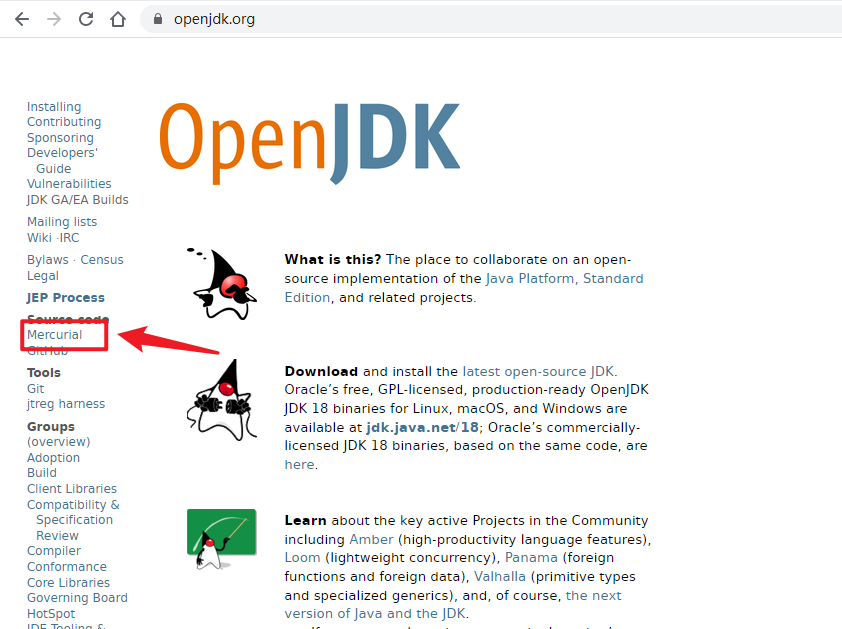 openjdk.org
OpenJDK
Installing
Contributing
Sponsoring
Developers'
Guide
Vulnerabilities
JDK GA/EA Builds
Mailing lists
Wiki ·IRC
Bylaws · Census
Legal
JEP Process
Source code
Mercurial
GitHub
Tools
Git
jtreg harness
Groups
(overview)
Adoption
Build
Client Libraries
Compatibility &
Specification
Review
Compiler
Conformance
Core Libraries
Governing Board
HotSpot
IDE Tooling &
What is this? The place to collaborate on an open-
source implementation of the Java Platform, Standard
Edition, and related projects.
Download and install the latest open-source JDK.
Oracle’s free, GPL-licensed, production-ready OpenJDK
JDK 18 binaries for Linux, macOS, and Windows are
available at jdk.java.net/18; Oracle’s commercially-
licensed JDK 18 binaries, based on the same code, are
here.
Learn about the key active Projects in the Community
including Amber (high-productivity language features),
Loom (lightweight concurrency), Panama (foreign
functions and foreign data), Valhalla (primitive types
and specialized generics), and, of course, the next
version of Java and the JDK.